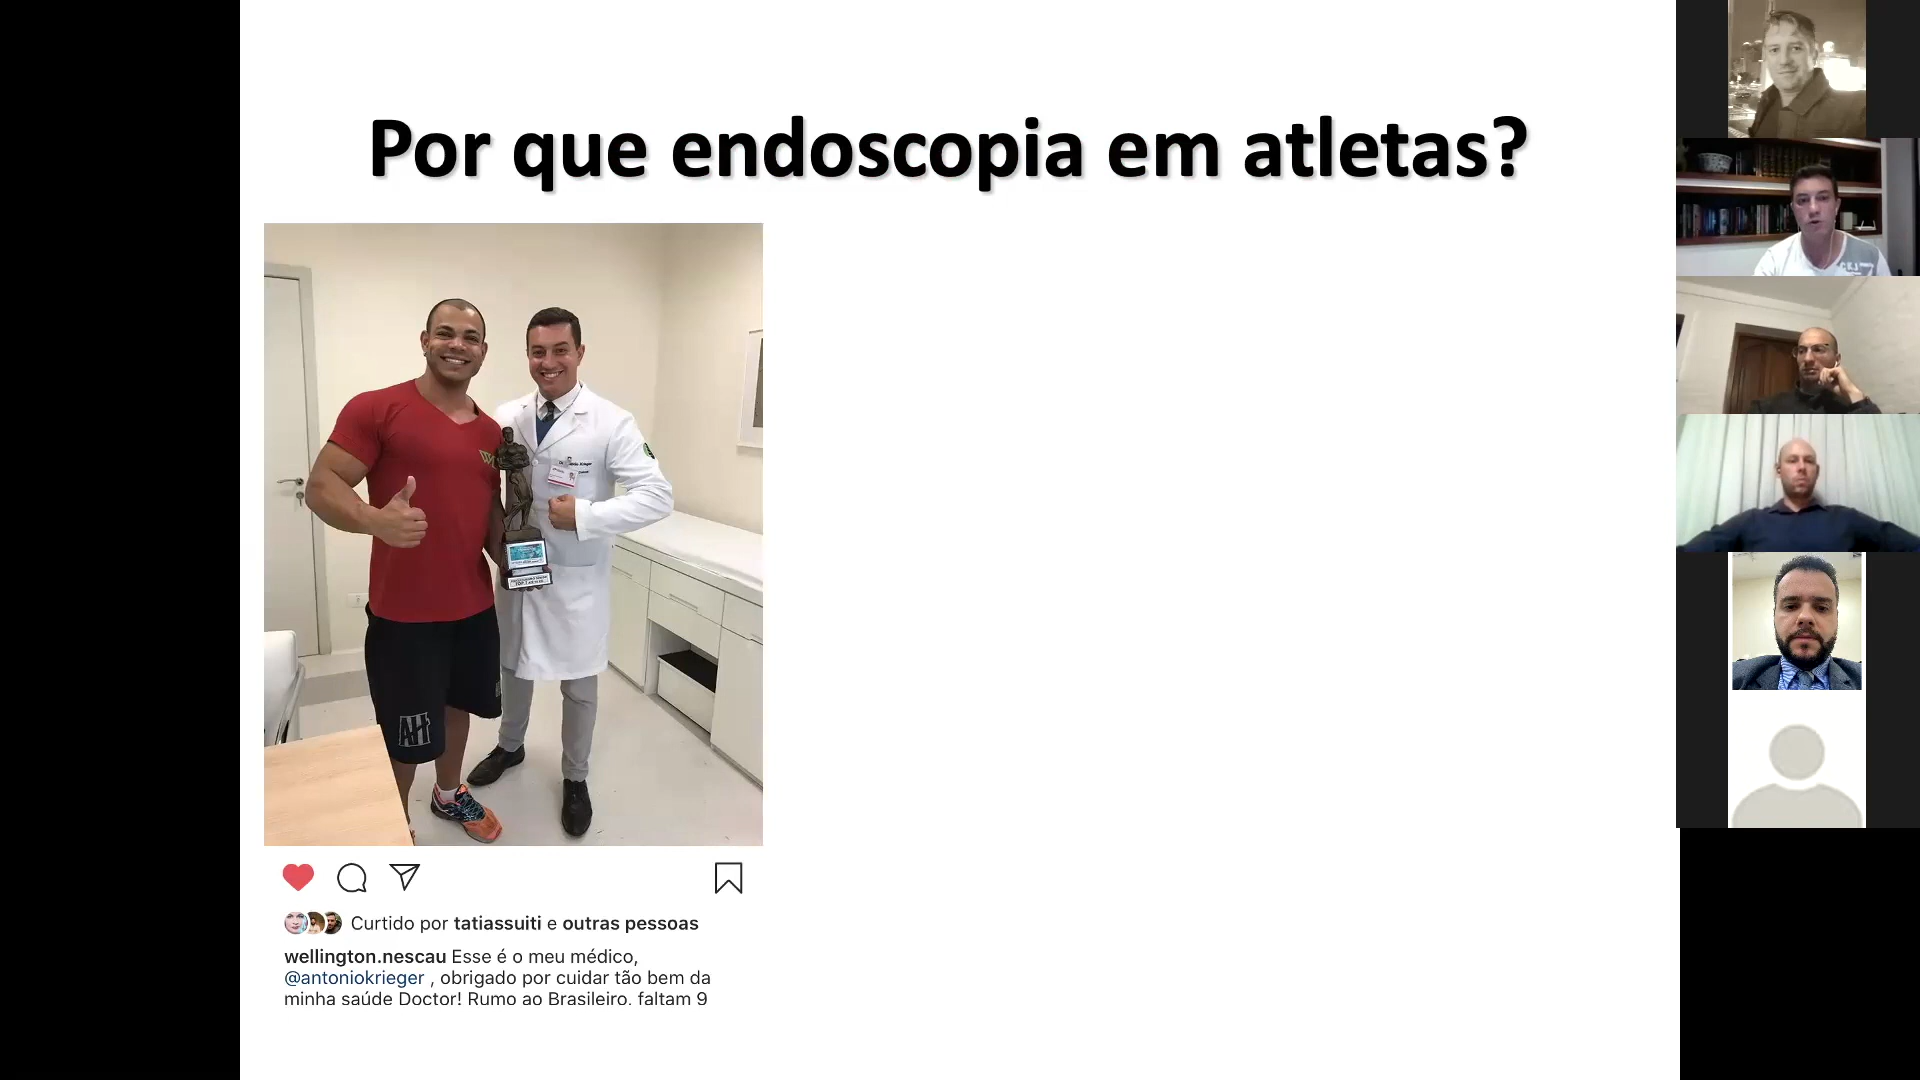 Por que endoscopia em atletas?
Curtido por tatiassuiti e outras pessoas
wellington.nescau Esse é o meu médico,
@antoniokrieger , obrigado por cuidar tão bem da
minha saúde Doctor! Rumo ao Brasileiro, faltam 9